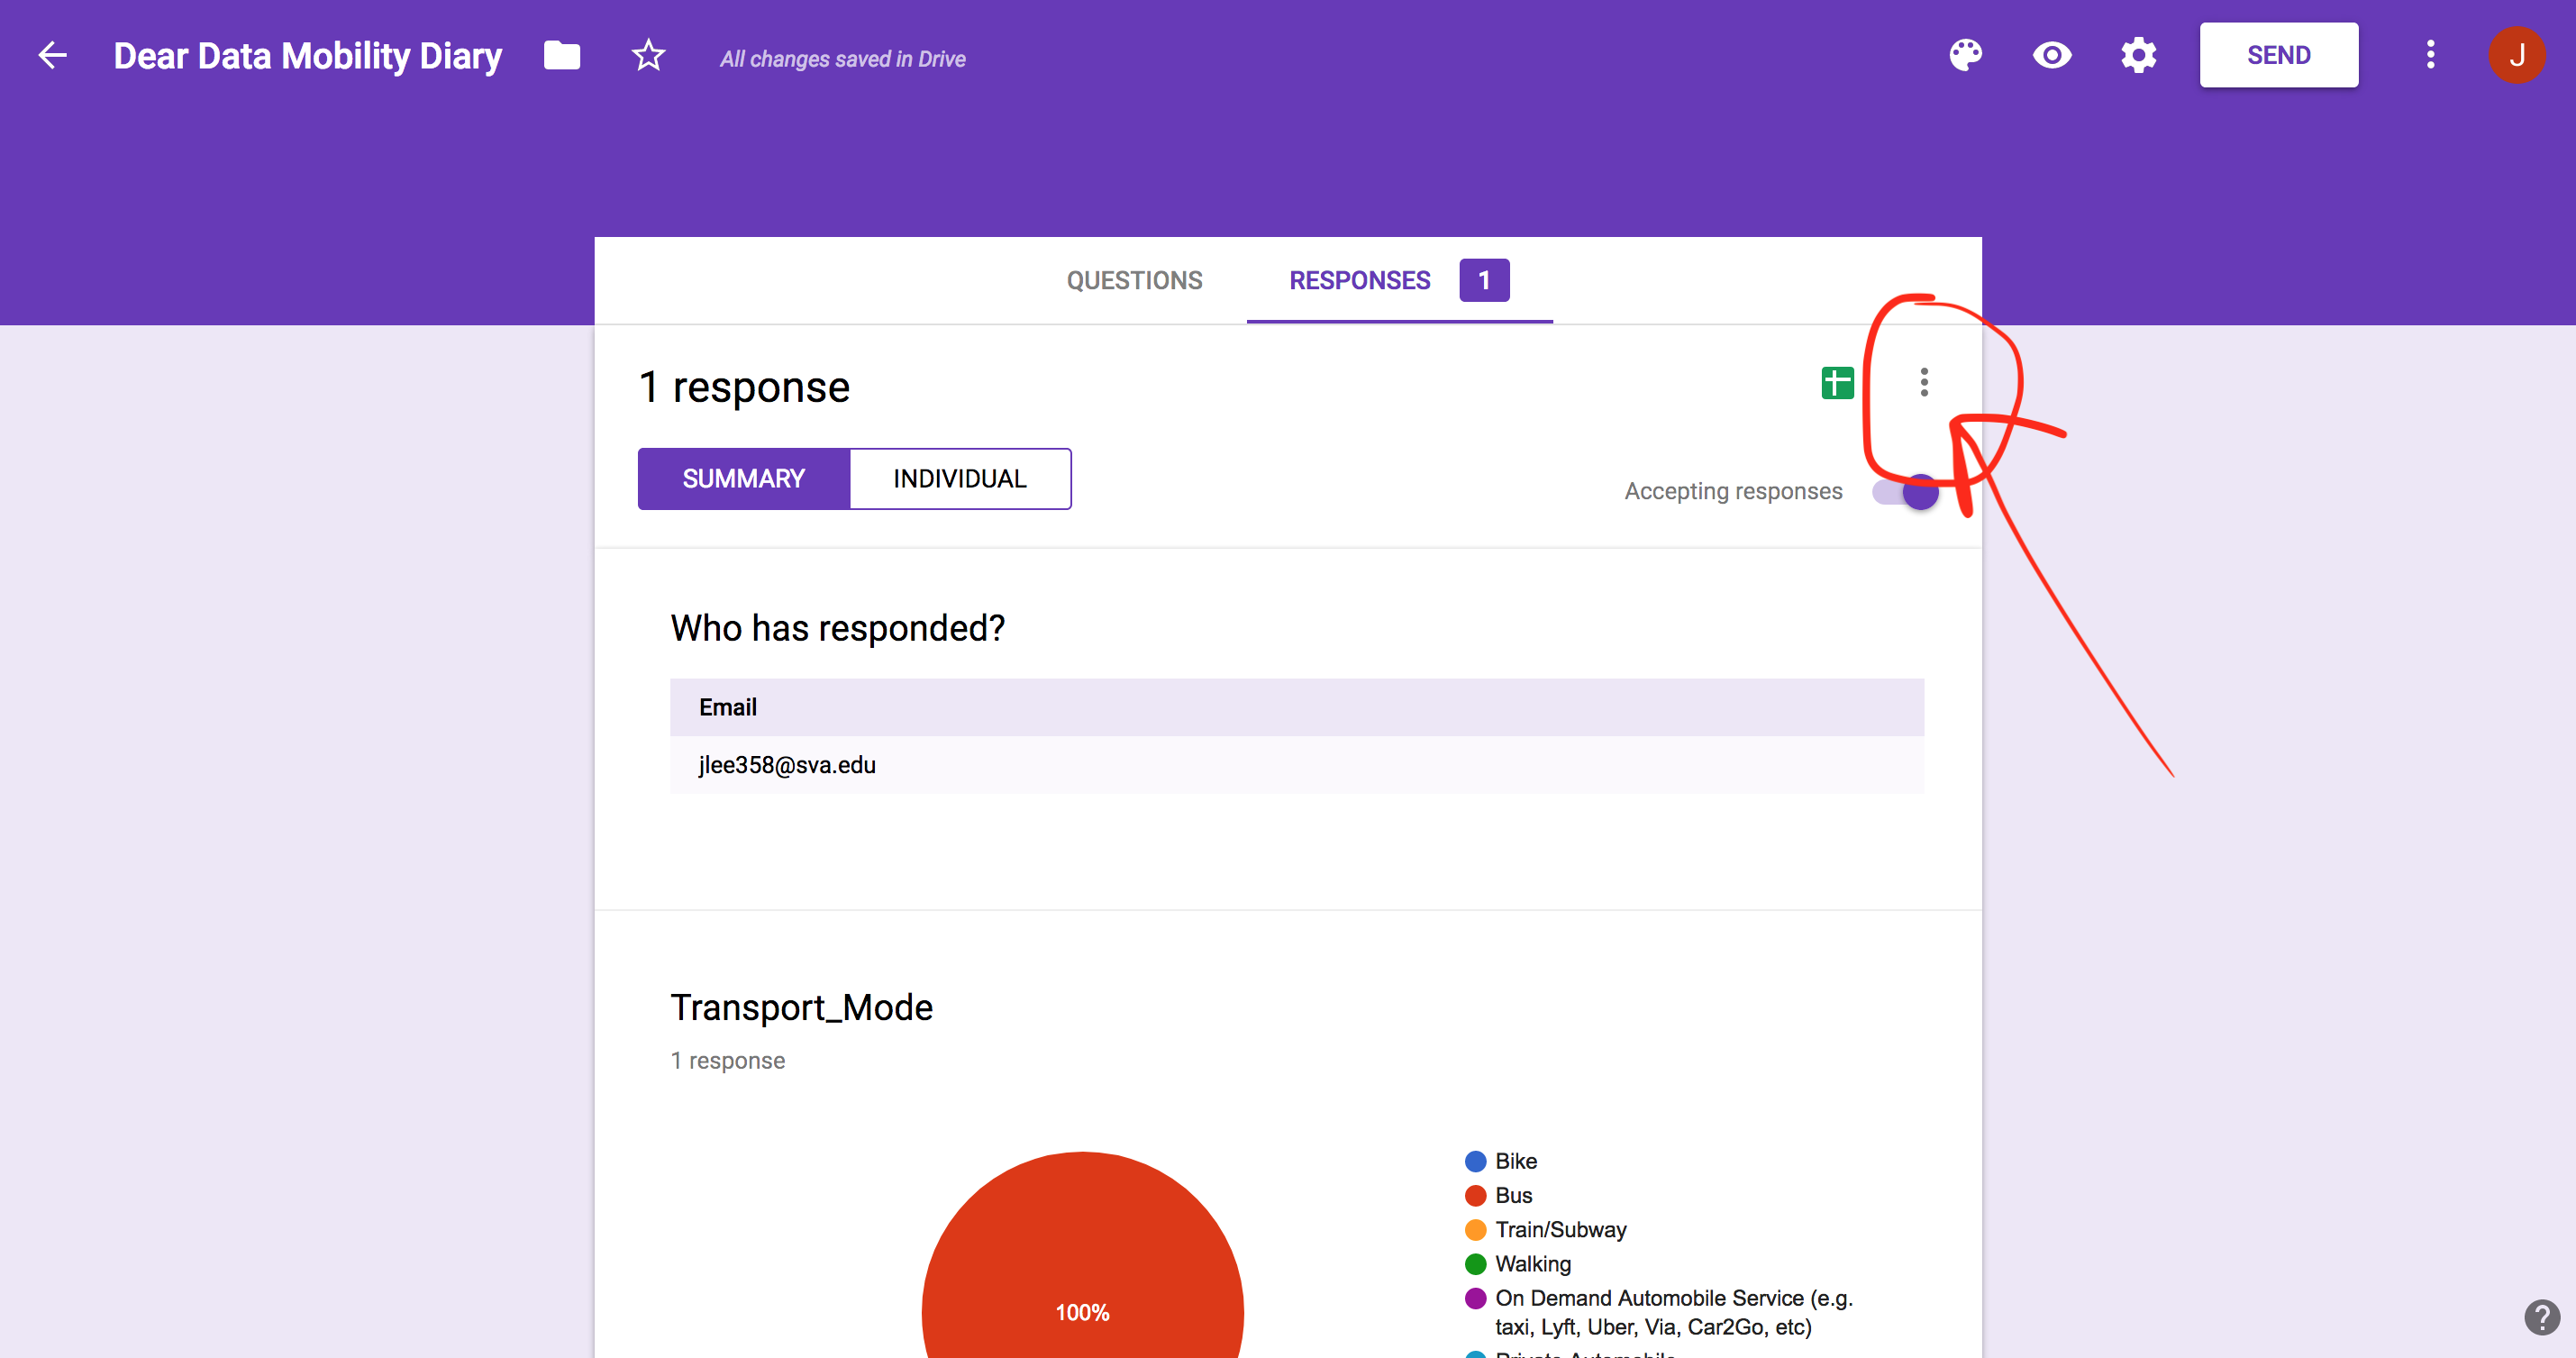 Dear Data Mobility Diary
All changes saved in Drive
SEND
J
QUESTIONS
RESPONSES 1
1 response
SUMMARY
INDIVIDUAL
Accepting responses
Who has responded?
Email
jlee358@sva.edu
Transport_Mode
1 response
100%
Bike
Bus
Train/Subway
Walking
On Demand Automobile Service (e.g.
taxi, Lyft, Uber, Via, Car2Go, etc)
Private Automobile
?